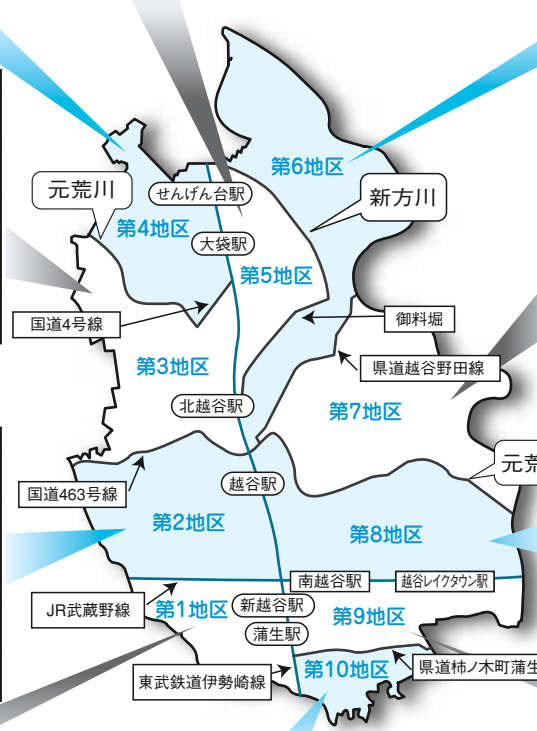 第6地区
元荒川
せんげん台駅
新方川
第4地区
大袋駅
第5地区
国道4号線
御料堀
第3地区
県道越谷野田線
北越谷駅
第7地区
元荒
越谷駅
国道463号線
第2地区
第8地区
南越谷駅
越谷レイクタウン駅
JR武蔵野線
第1地区
新越谷駅
第9地区
蒲生駅
第10地区
県道柿ノ木町蒲生
東武鉄道伊勢崎線